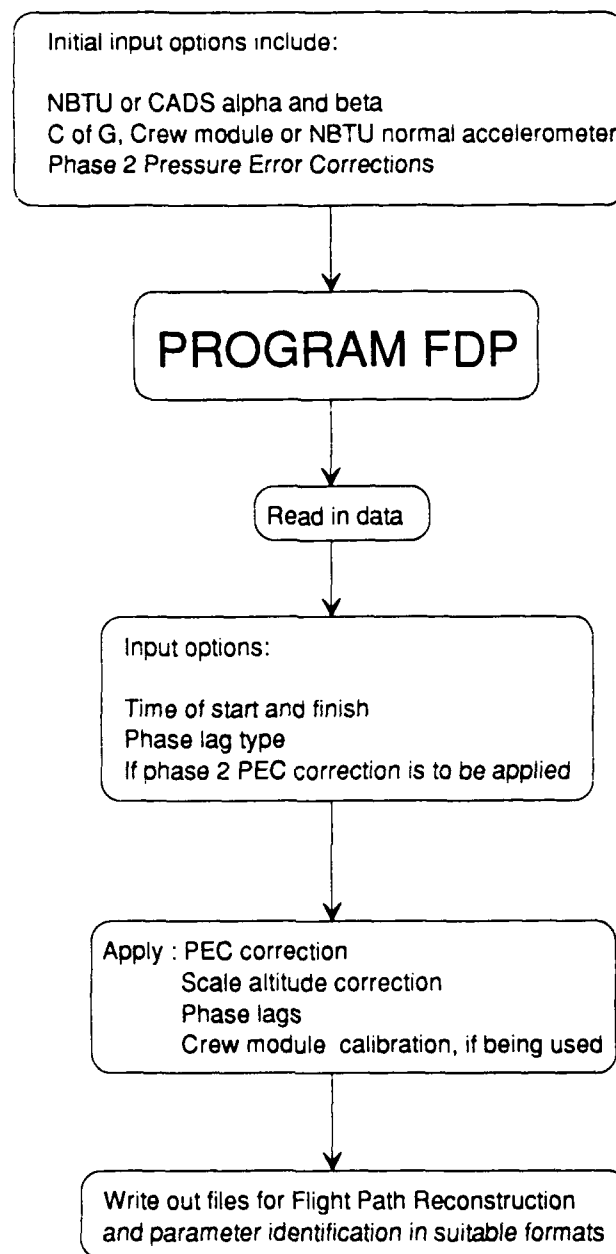 Initial input options include:
NBTU or CADS alpha and beta
C of G, Crew module or NBTU normal accelerometer
Phase 2 Pressure Error Corrections
PROGRAM FDP
Read in data
Input options:
Time of start and finish
Phase lag type
If phase 2 PEC correction is to be applied
Apply : PEC correction
Scale altitude correction
Phase lags
Crew module calibration, if being used
Write out files for Flight Path Reconstruction
and parameter identification in suitable formats